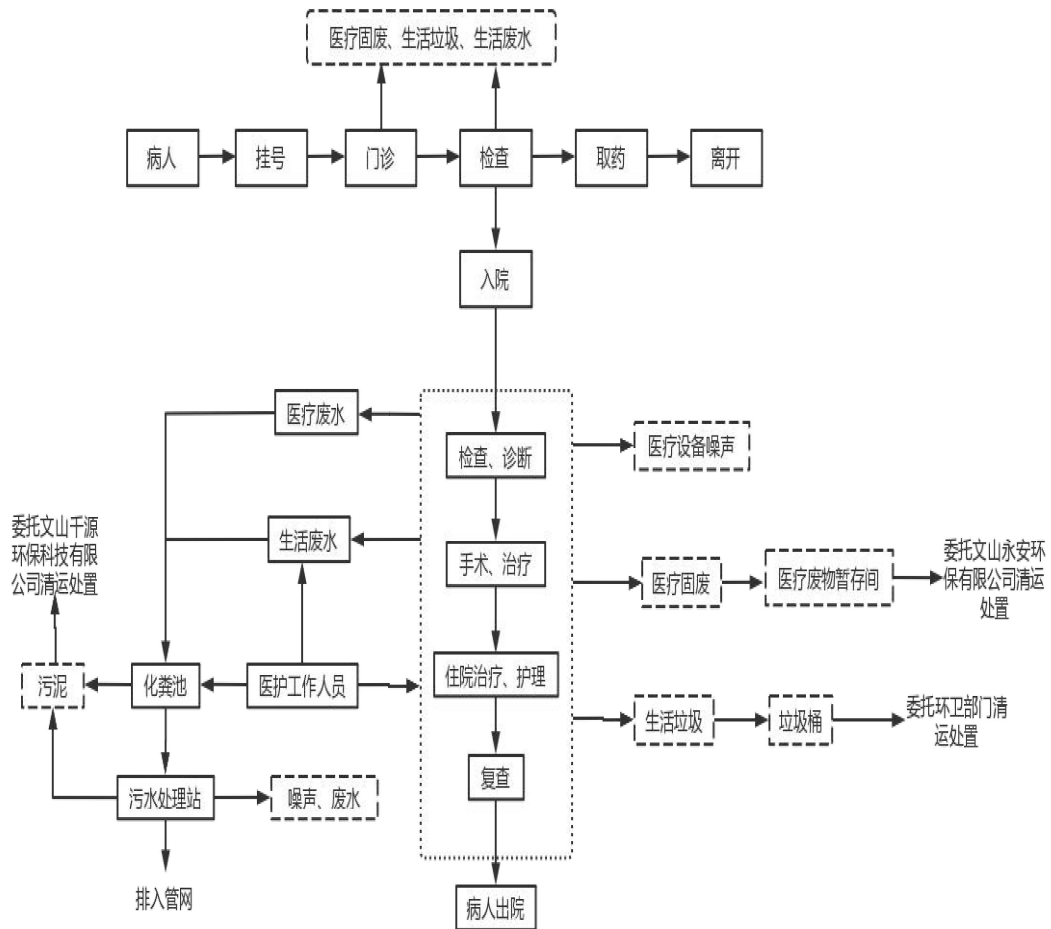 医疗固废、生活垃圾、生活废水
病人
挂号
门诊
检查
取药
离开
入院
医疗废水
检查、诊断
医疗设备噪声
委托文山千源
环保科技有限
公司清运处置
生活废水
手术、治疗
医疗固废
医疗废物暂存间
委托文山永安环
保有限公司清运
处置
污泥
化粪池
医护工作人员
住院治疗、护理
生活垃圾
垃圾桶
委托环卫部门清
运处置
污水处理站
噪声、废水
复查
排入管网
病人出院